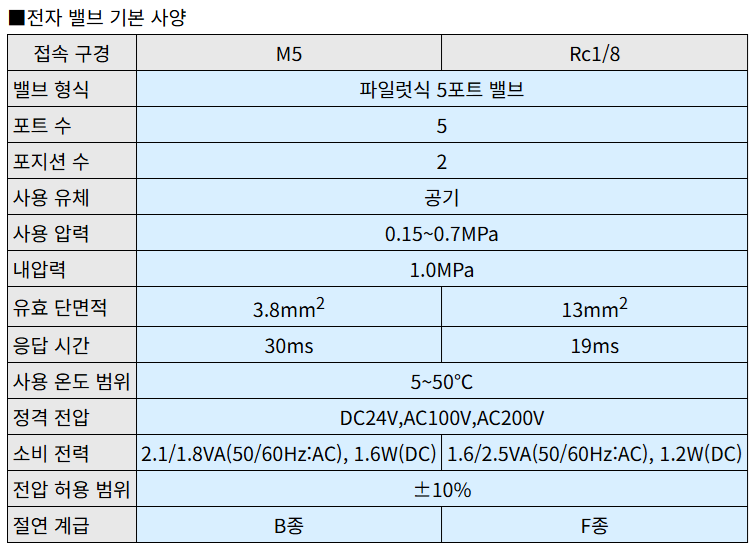 ■전자 밸브 기본 사양
접속 구경 M5 Rc1/8
밸브 형식 파일럿식 5포트 밸브
포트 수 5
포지션 수 2
사용 유체 공기
사용 압력 0.15~0.7MPa
내압력 1.0MPa
유효 단면적 3.8mm² 13mm²
응답 시간 30ms 19ms
사용 온도 범위 5~50℃
정격 전압 DC24V,AC100V,AC200V
소비 전력 2.1/1.8VA(50/60Hz:AC), 1.6W(DC) 1.6/2.5VA(50/60Hz:AC), 1.2W(DC)
전압 허용 범위 ±10%
절연 계급 B종 F종